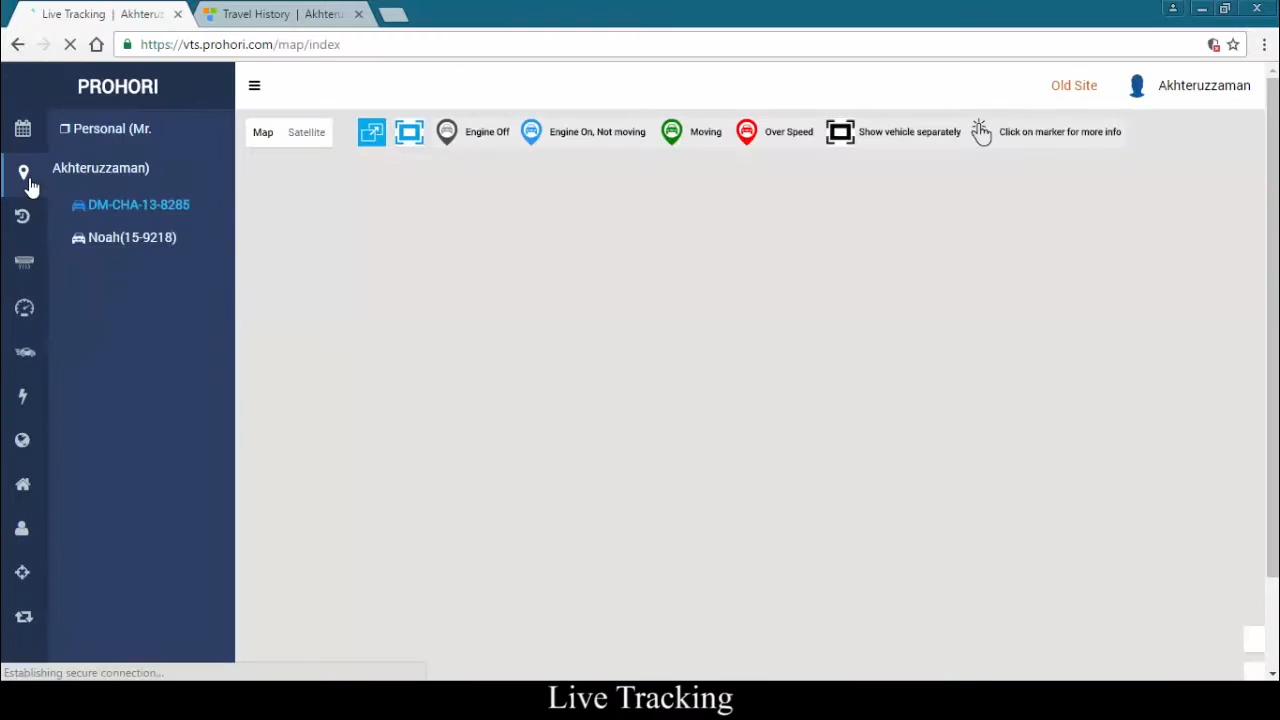 Live Tracking | Akhteruz
Travel History | Akhteru
https://vts.prohori.com/map/index
PROHORI
Old Site
Akhteruzzaman
Personal (Mr.
Akhteruzzaman)
DM-CHA-13-8285
Noah(15-9218)
Map
Satellite
Engine Off
Engine On, Not moving
Moving
Over Speed
Show vehicle separately
Click on marker for more info
Establishing secure connection...
Live Tracking